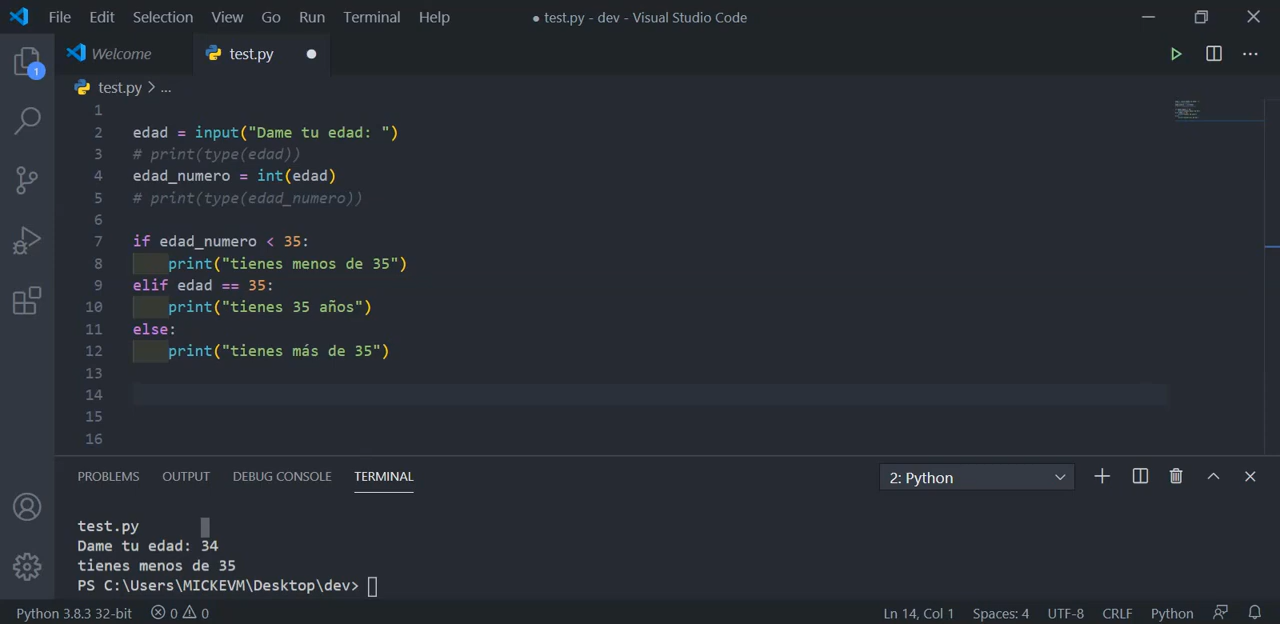 File Edit Selection View Go Run Terminal Help ● test.py - dev - Visual Studio Code
Welcome test.py
test.py > ...
1
2 edad = input("Dame tu edad: ")
3 # print(type(edad))
4 edad_numero = int(edad)
5 # print(type(edad_numero))
6
7 if edad_numero < 35:
8     print("tienes menos de 35")
9 elif edad == 35:
10     print("tienes 35 años")
11 else:
12     print("tienes más de 35")
13
14
15
16
PROBLEMS OUTPUT DEBUG CONSOLE TERMINAL 2: Python
test.py
Dame tu edad: 34
tienes menos de 35
PS C:\Users\MICKEVM\Desktop\dev>
Python 3.8.3 32-bit 0 0 Ln 14, Col 1 Spaces: 4 UTF-8 CRLF Python
1